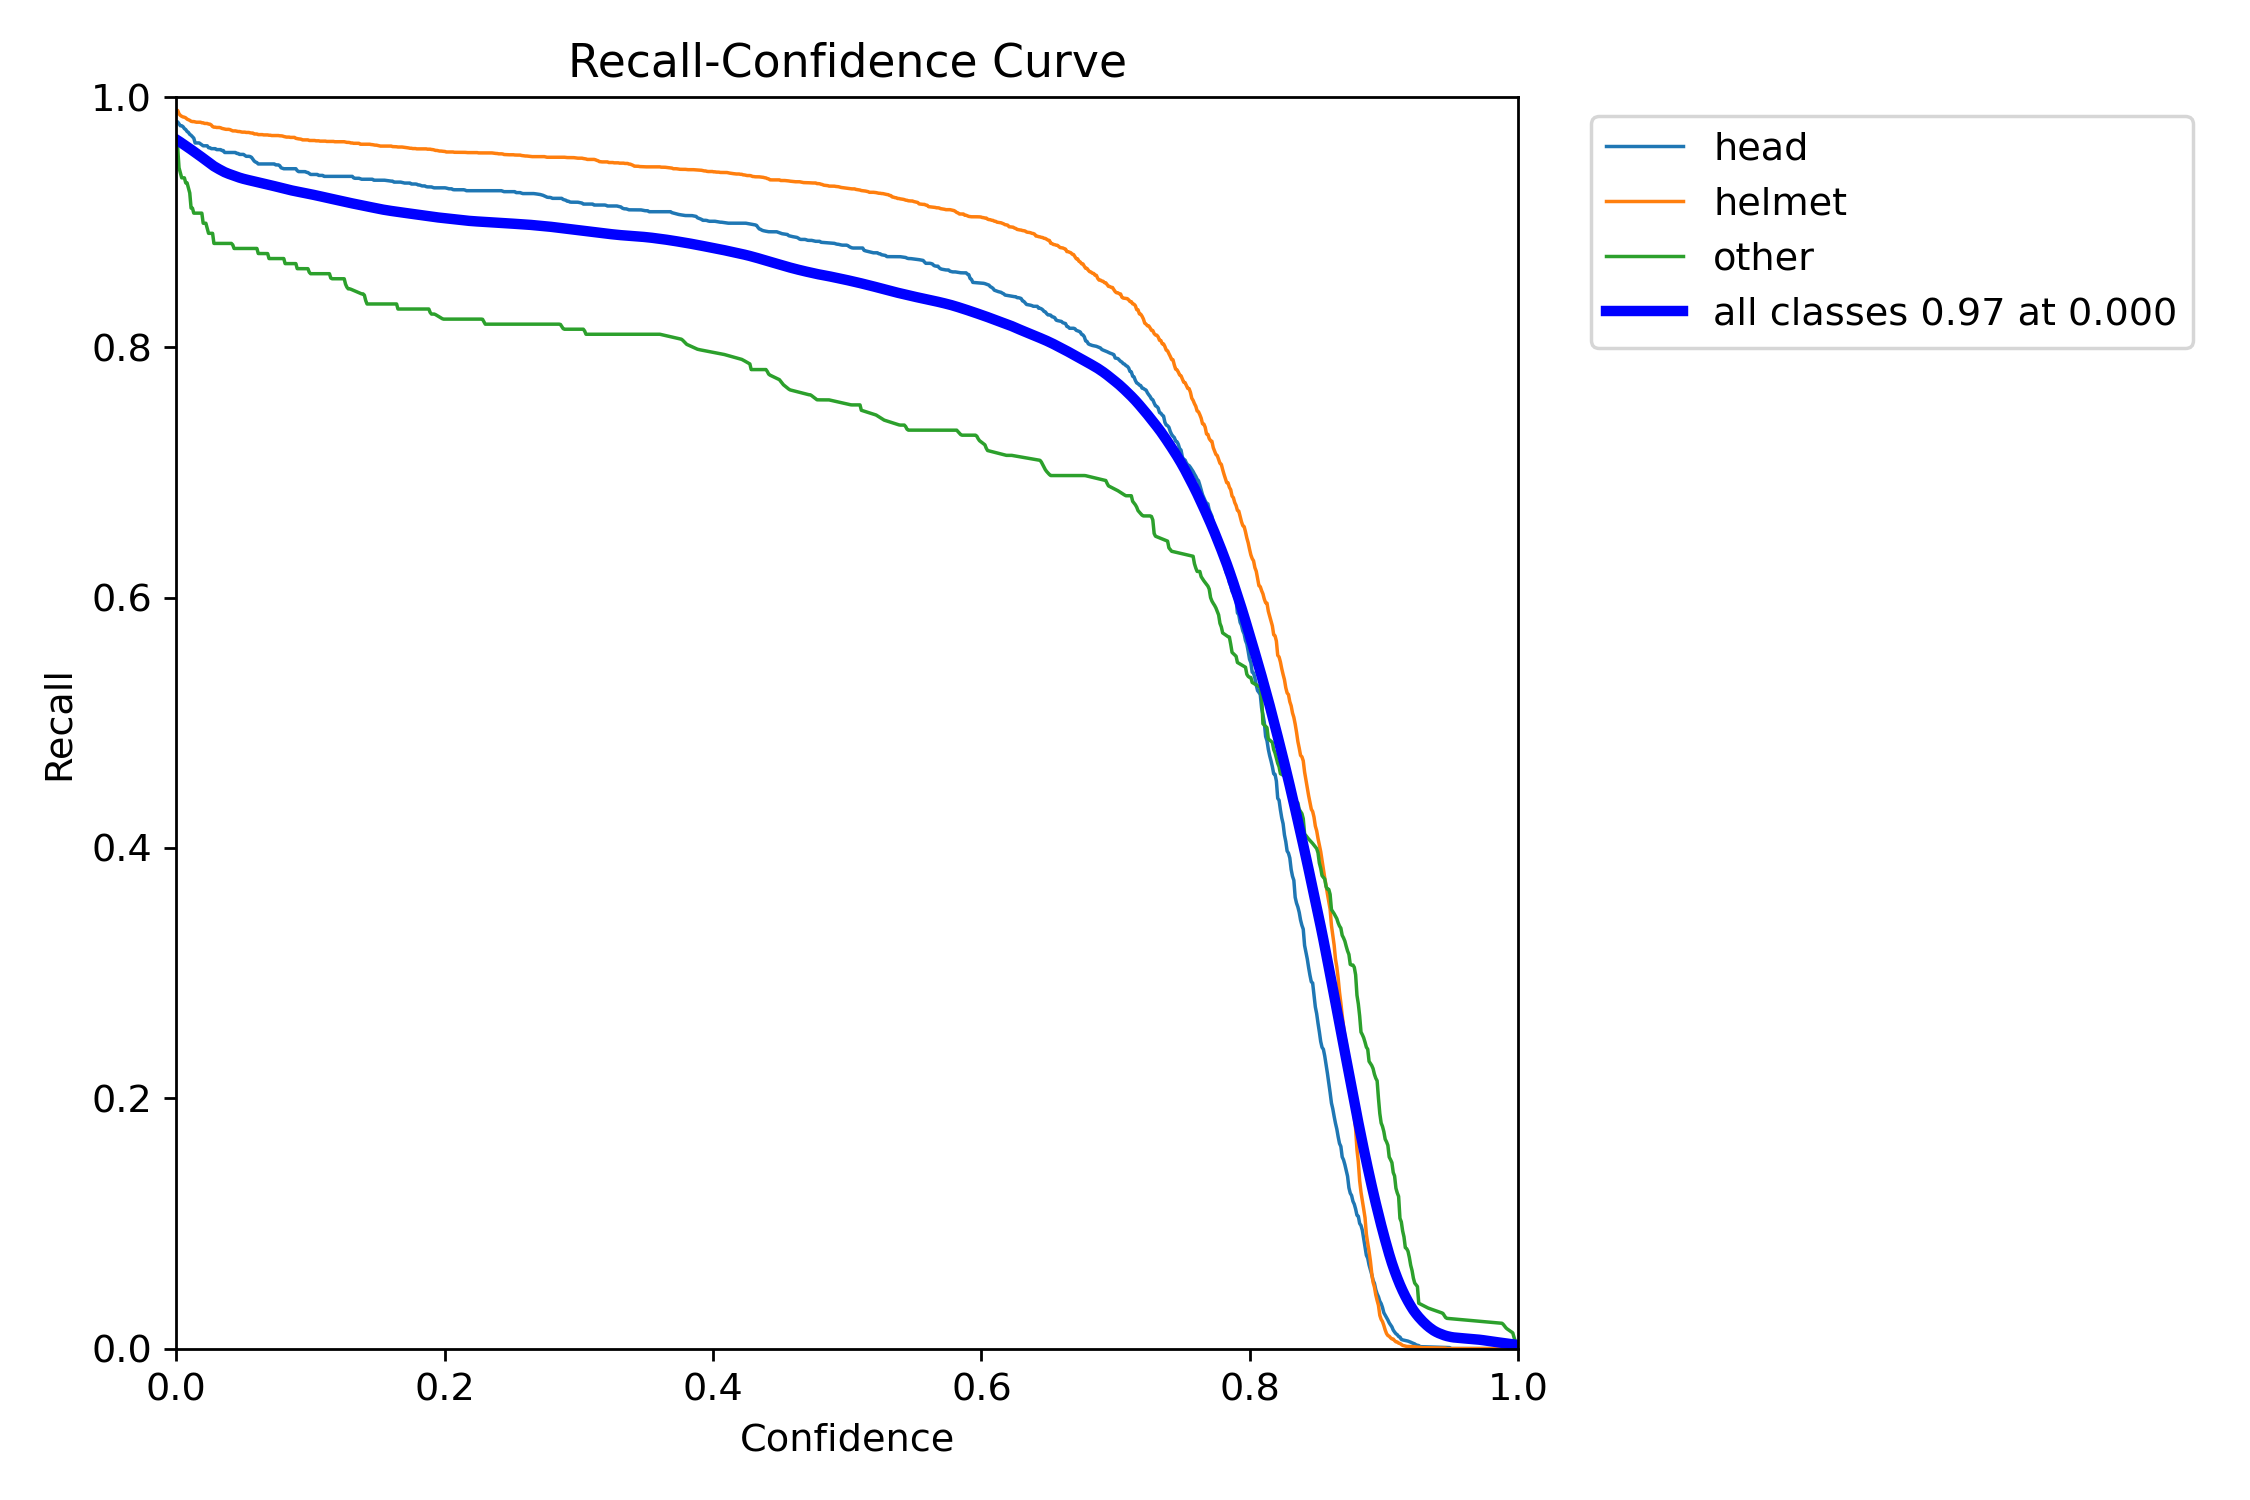 Recall-Confidence Curve
1.0
0.8
0.6
0.4
0.2
0.0
Recall
0.0 0.2 0.4 0.6 0.8 1.0
Confidence
head
helmet
other
all classes 0.97 at 0.000